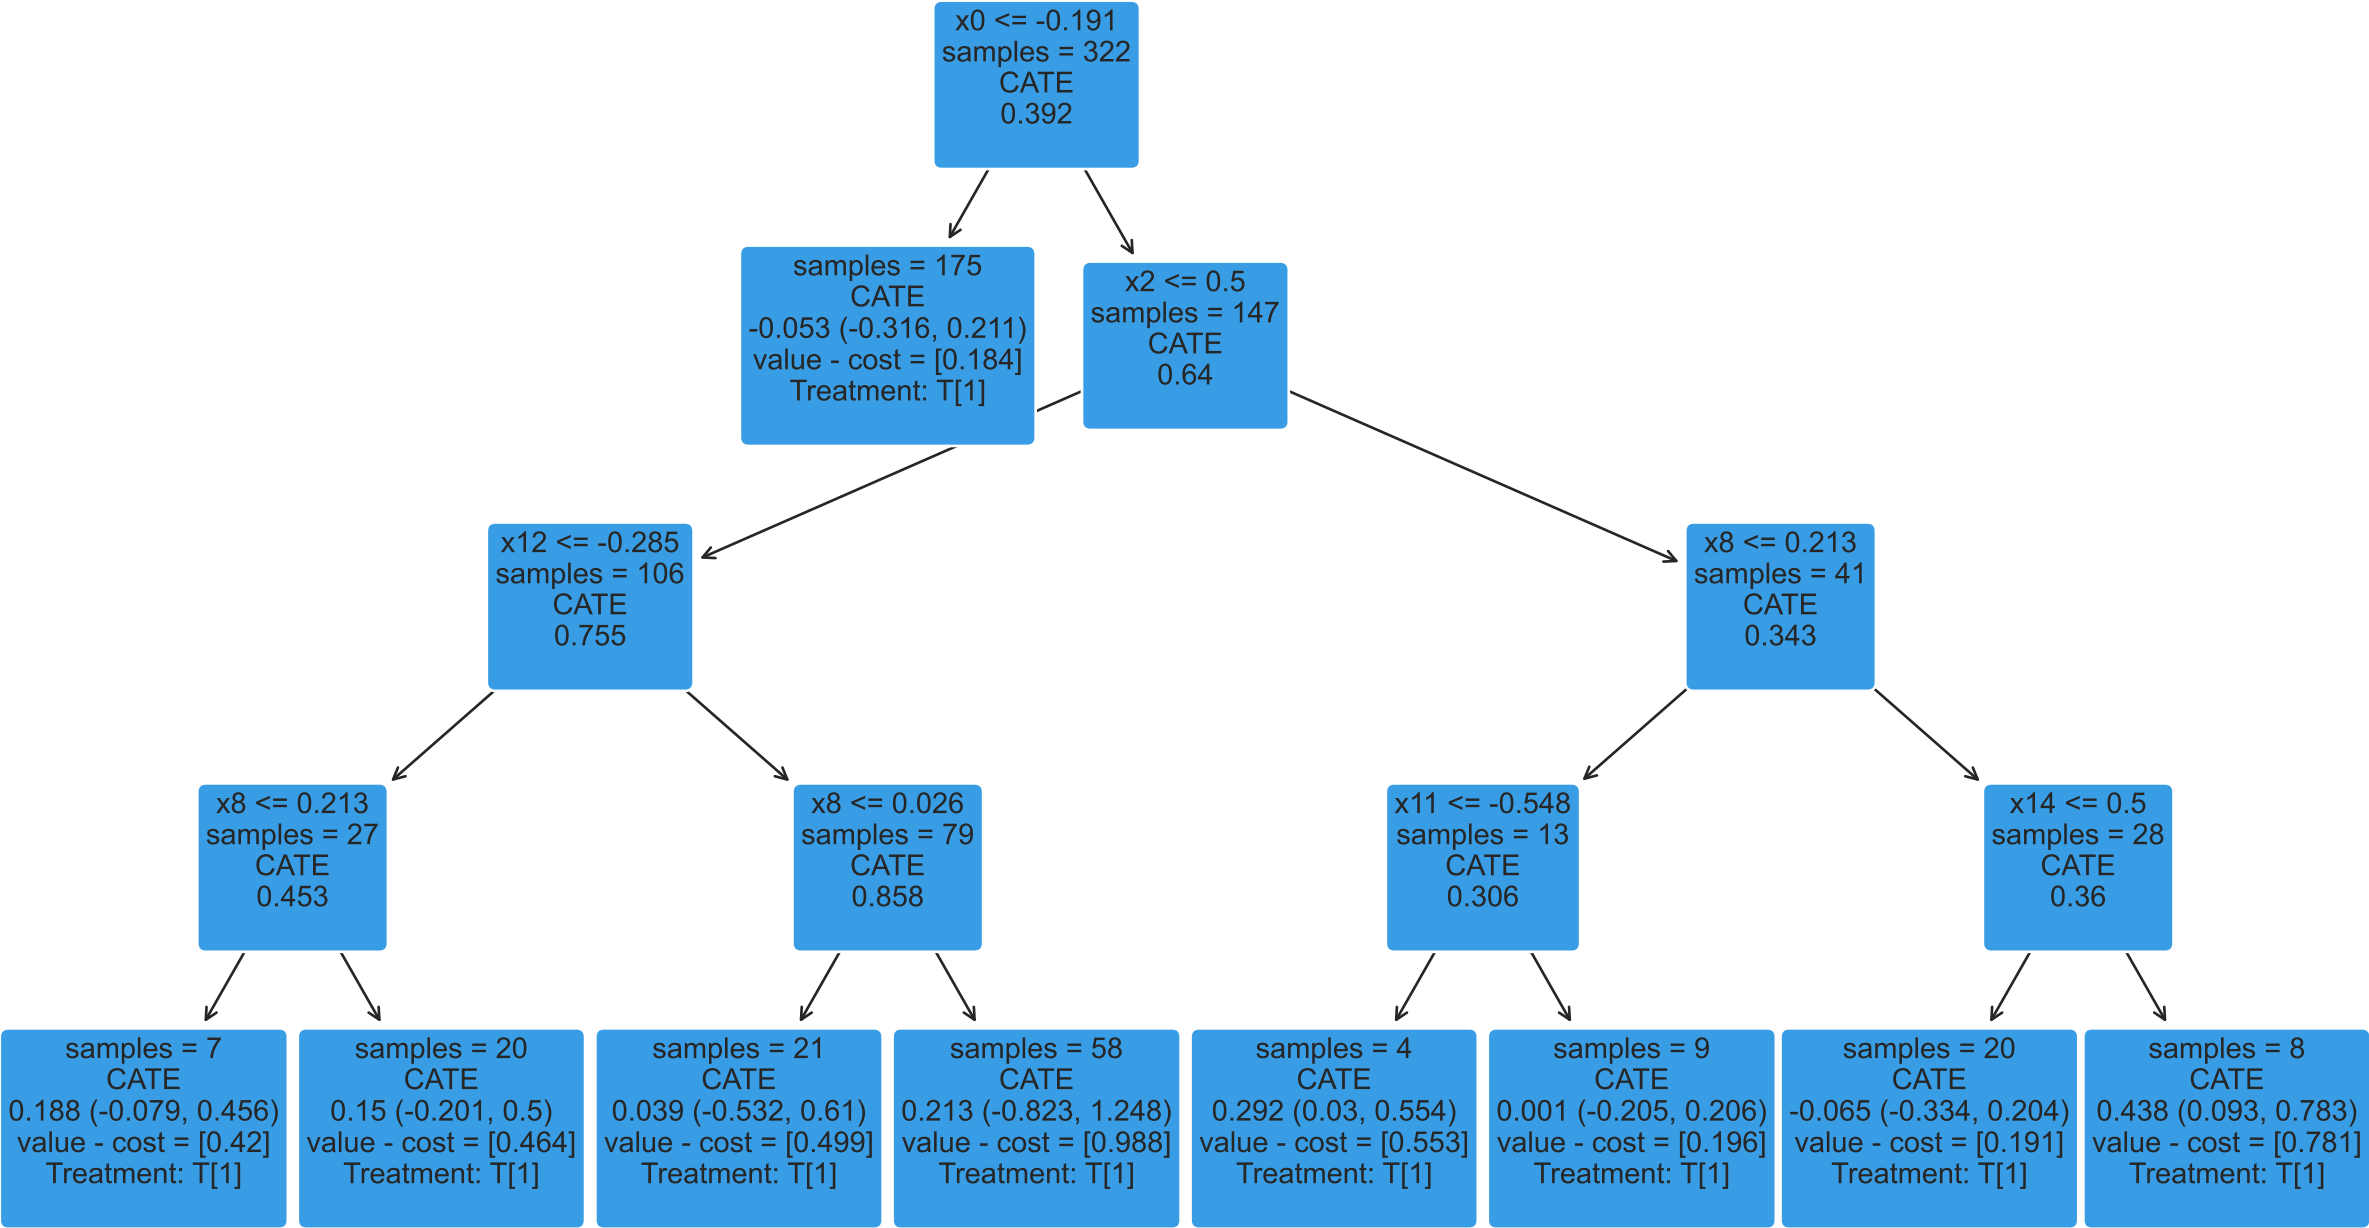 x0 <= -0.191
samples = 322
CATE
0.392
samples = 175
CATE
-0.053 (-0.316, 0.211)
value - cost = [0.184]
Treatment: T[1]
x2 <= 0.5
samples = 147
CATE
0.64
x12 <= -0.285
samples = 106
CATE
0.755
x8 <= 0.213
samples = 41
CATE
0.343
x8 <= 0.213
samples = 27
CATE
0.453
x8 <= 0.026
samples = 79
CATE
0.858
x11 <= -0.548
samples = 13
CATE
0.306
x14 <= 0.5
samples = 28
CATE
0.36
samples = 7
CATE
0.188 (-0.079, 0.456)
value - cost = [0.42]
Treatment: T[1]
samples = 20
CATE
0.15 (-0.201, 0.5)
value - cost = [0.464]
Treatment: T[1]
samples = 21
CATE
0.039 (-0.532, 0.61)
value - cost = [0.499]
Treatment: T[1]
samples = 58
CATE
0.213 (-0.823, 1.248)
value - cost = [0.988]
Treatment: T[1]
samples = 4
CATE
0.292 (0.03, 0.554)
value - cost = [0.553]
Treatment: T[1]
samples = 9
CATE
0.001 (-0.205, 0.206)
value - cost = [0.196]
Treatment: T[1]
samples = 20
CATE
-0.065 (-0.334, 0.204)
value - cost = [0.191]
Treatment: T[1]
samples = 8
CATE
0.438 (0.093, 0.783)
value - cost = [0.781]
Treatment: T[1]